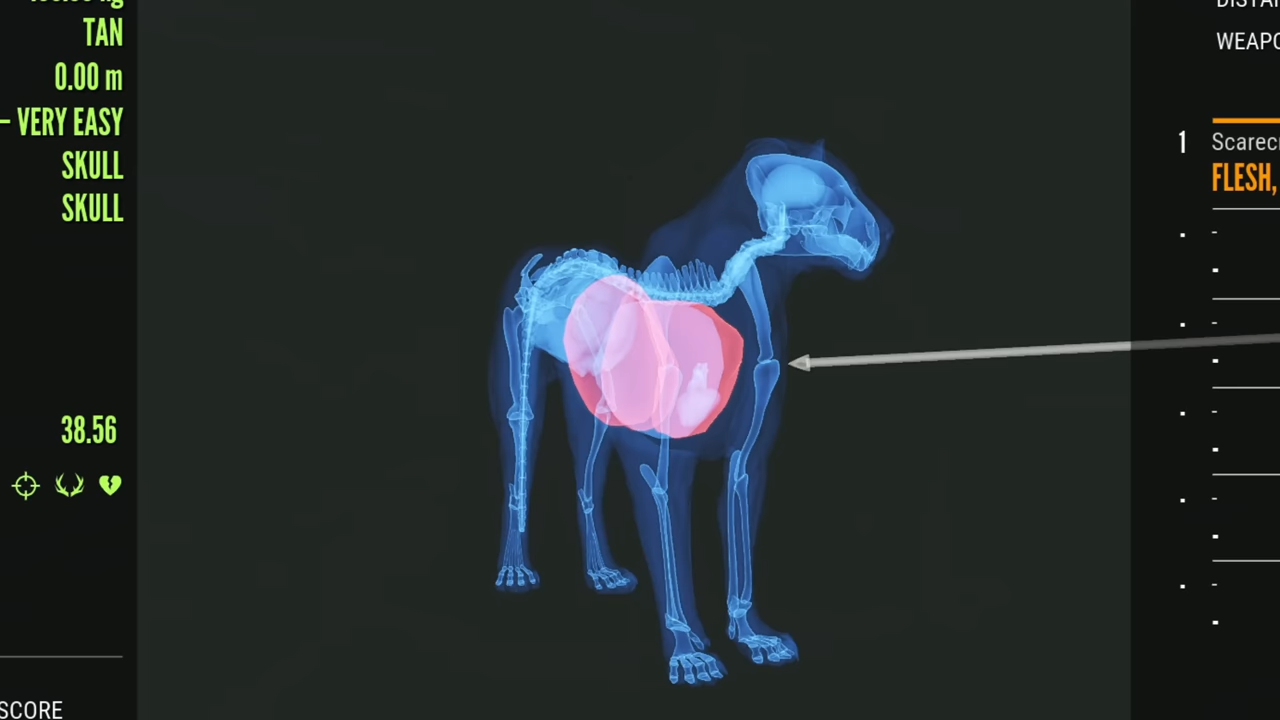 TAN
0.00 m
– VERY EASY
SKULL
SKULL
38.56
SCORE
WEAPO
1
Scarec
FLESH,